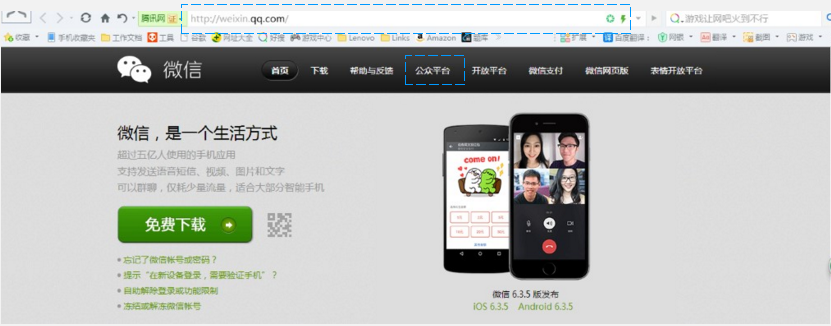 腾讯网 证 http://weixin.qq.com/ 游戏让网吧火到不行
收藏 手机收藏夹 工作文档 工具 谷歌 网址大全 好搜 游戏中心 Lenovo Links Amazon 扩展 百度翻译 网银 翻译 截图 游戏
微信 首页 下载 帮助与反馈 公众平台 开放平台 微信支付 微信网页版 表情开放平台
微信，是一个生活方式
超过五亿人使用的手机应用
支持发送语音短信、视频、图片和文字
可以群聊，仅耗少量流量，适合大部分智能手机
免费下载
忘记了微信帐号或密码？
提示“在新设备登录，需要验证手机”？
自动解除登录或功能限制
冻结或解冻微信帐号
COME ON!
微信 6.3.5 版发布
iOS 6.3.5 Android 6.3.5